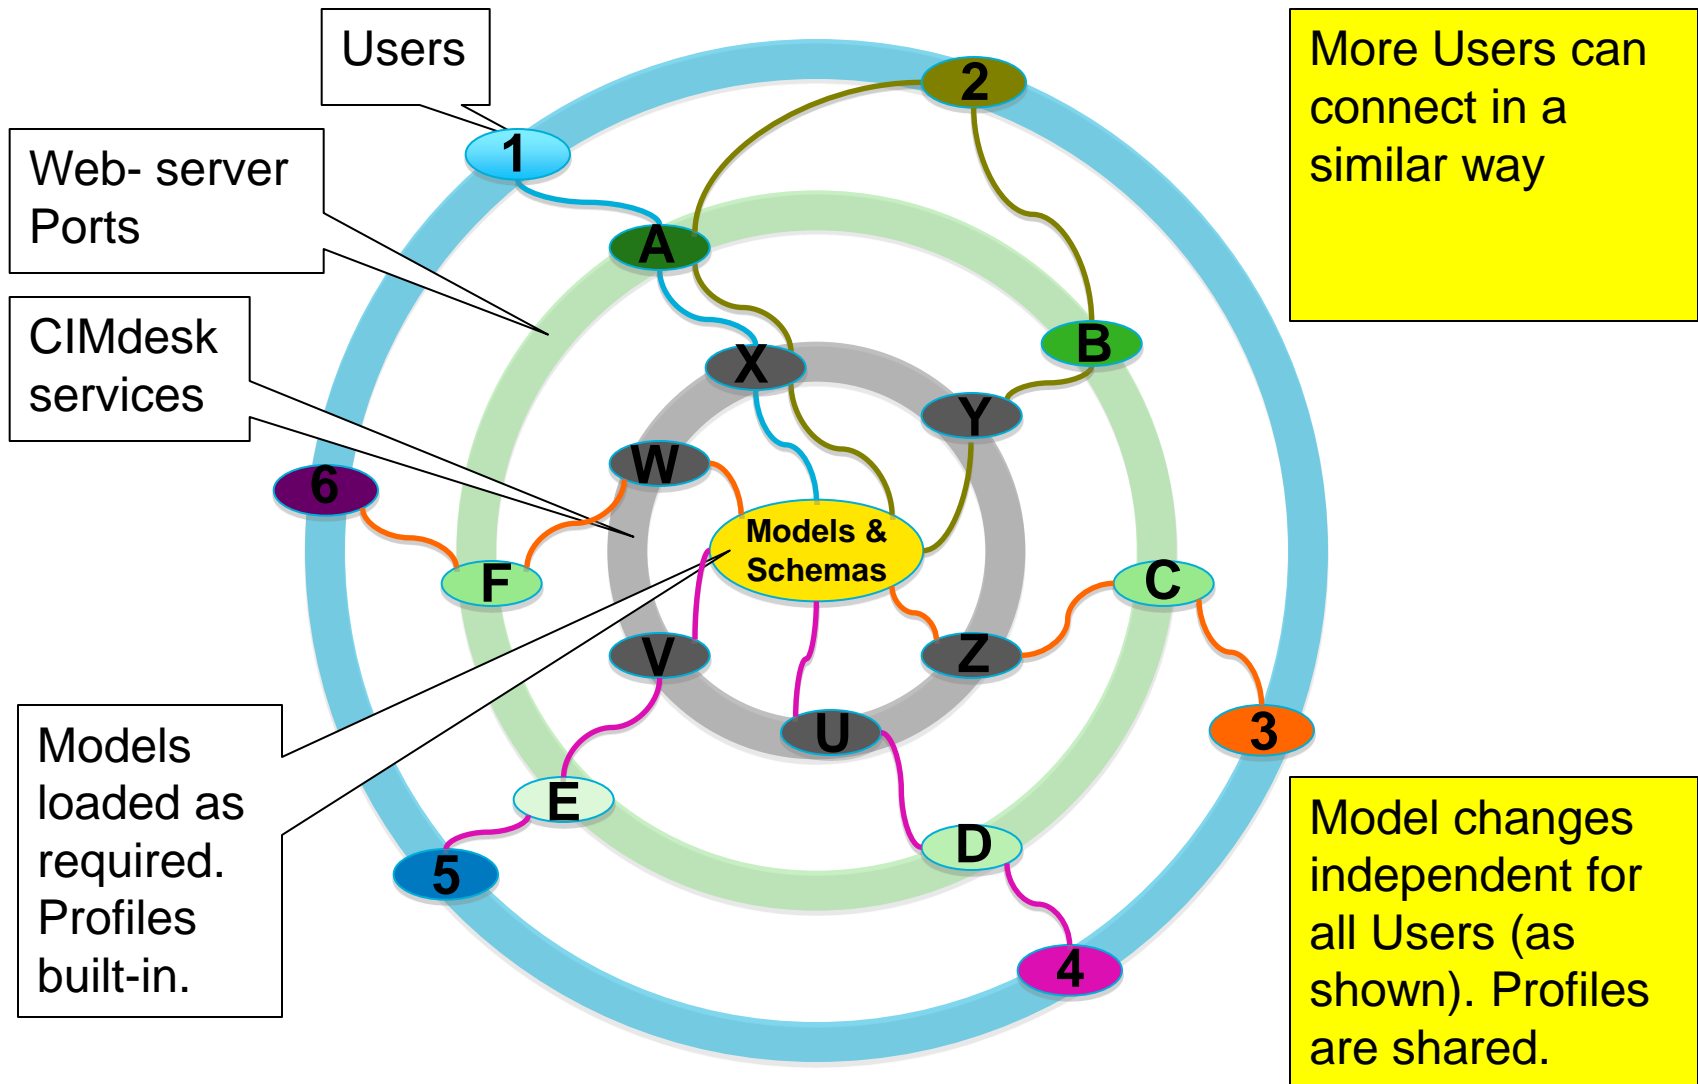 Users
2
More Users can
connect in a
similar way
1
Web- server
Ports
A
CIMdesk
services
B
X
Y
W
6
Models &
Schemas
F
C
V
Z
3
U
Models
loaded as
required.
Profiles
built-in.
E
D
5
4
Model changes
independent for
all Users (as
shown). Profiles
are shared.